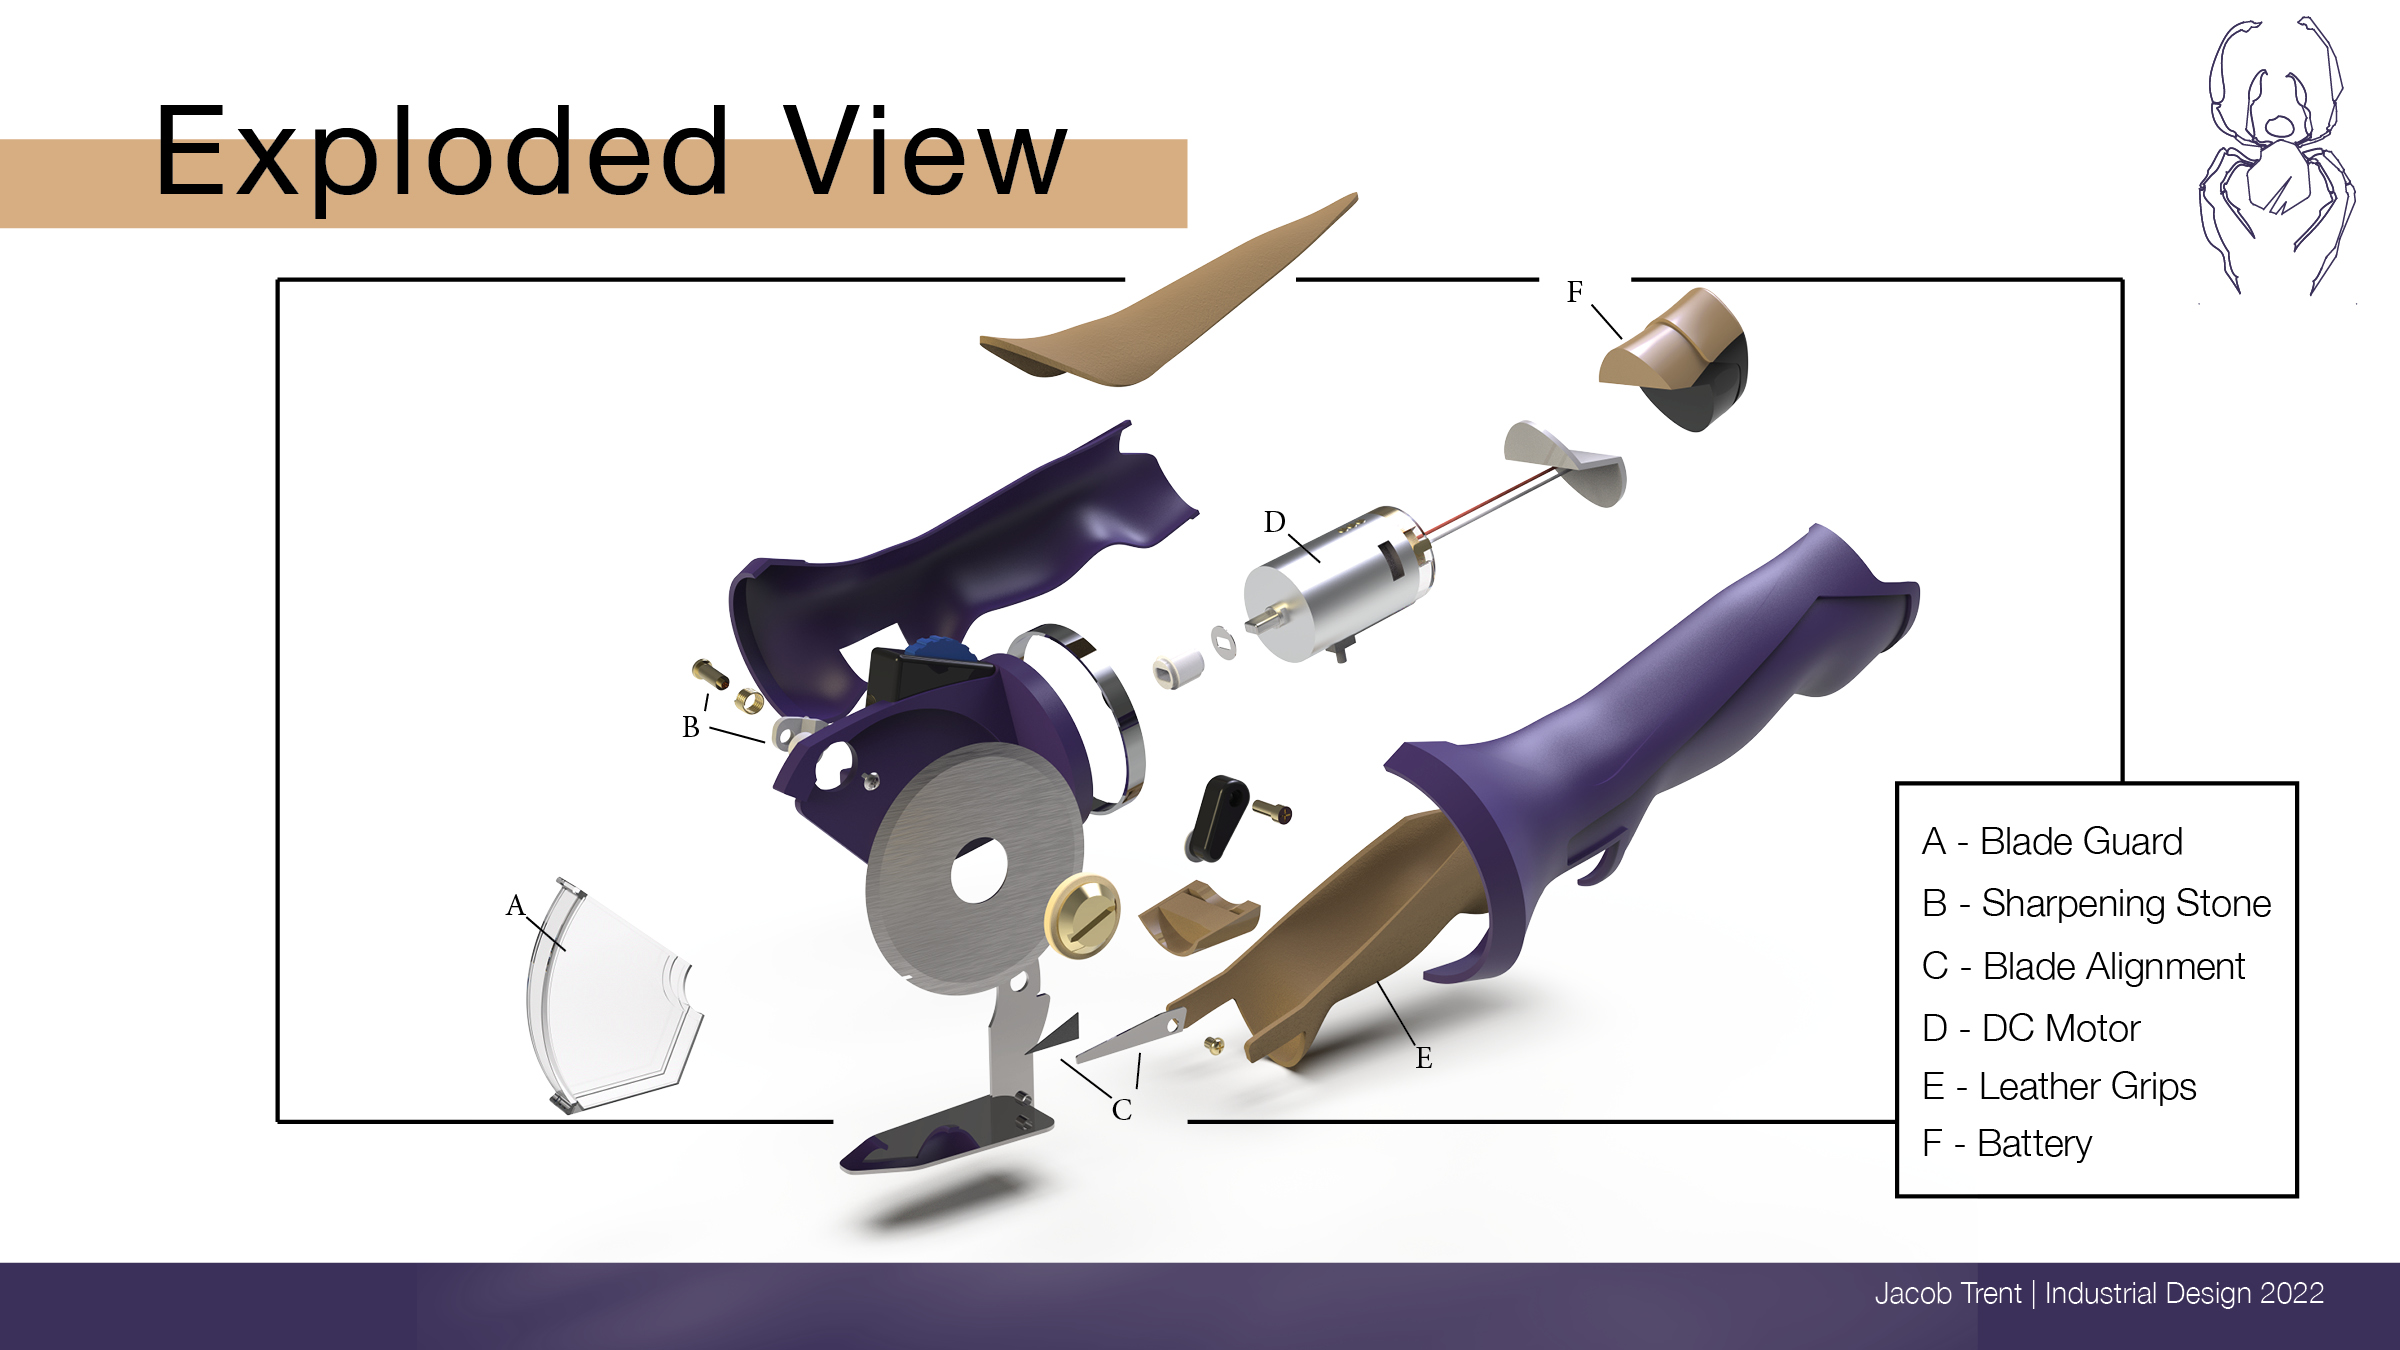 Exploded View
F
D
B
A
E
C
A - Blade Guard
B - Sharpening Stone
C - Blade Alignment
D - DC Motor
E - Leather Grips
F - Battery
Jacob Trent | Industrial Design 2022